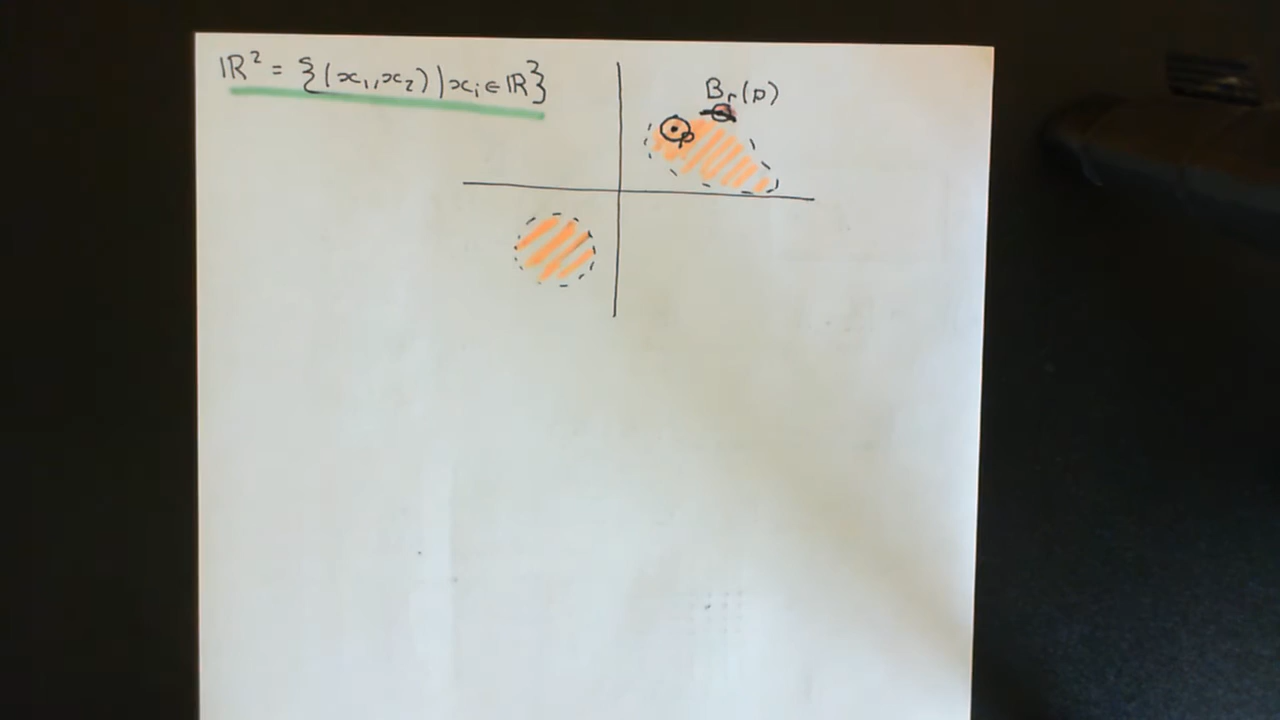 ℝ² = {(x₁,x₂)|xᵢ∈ℝ}
Bᵣ(p)
p